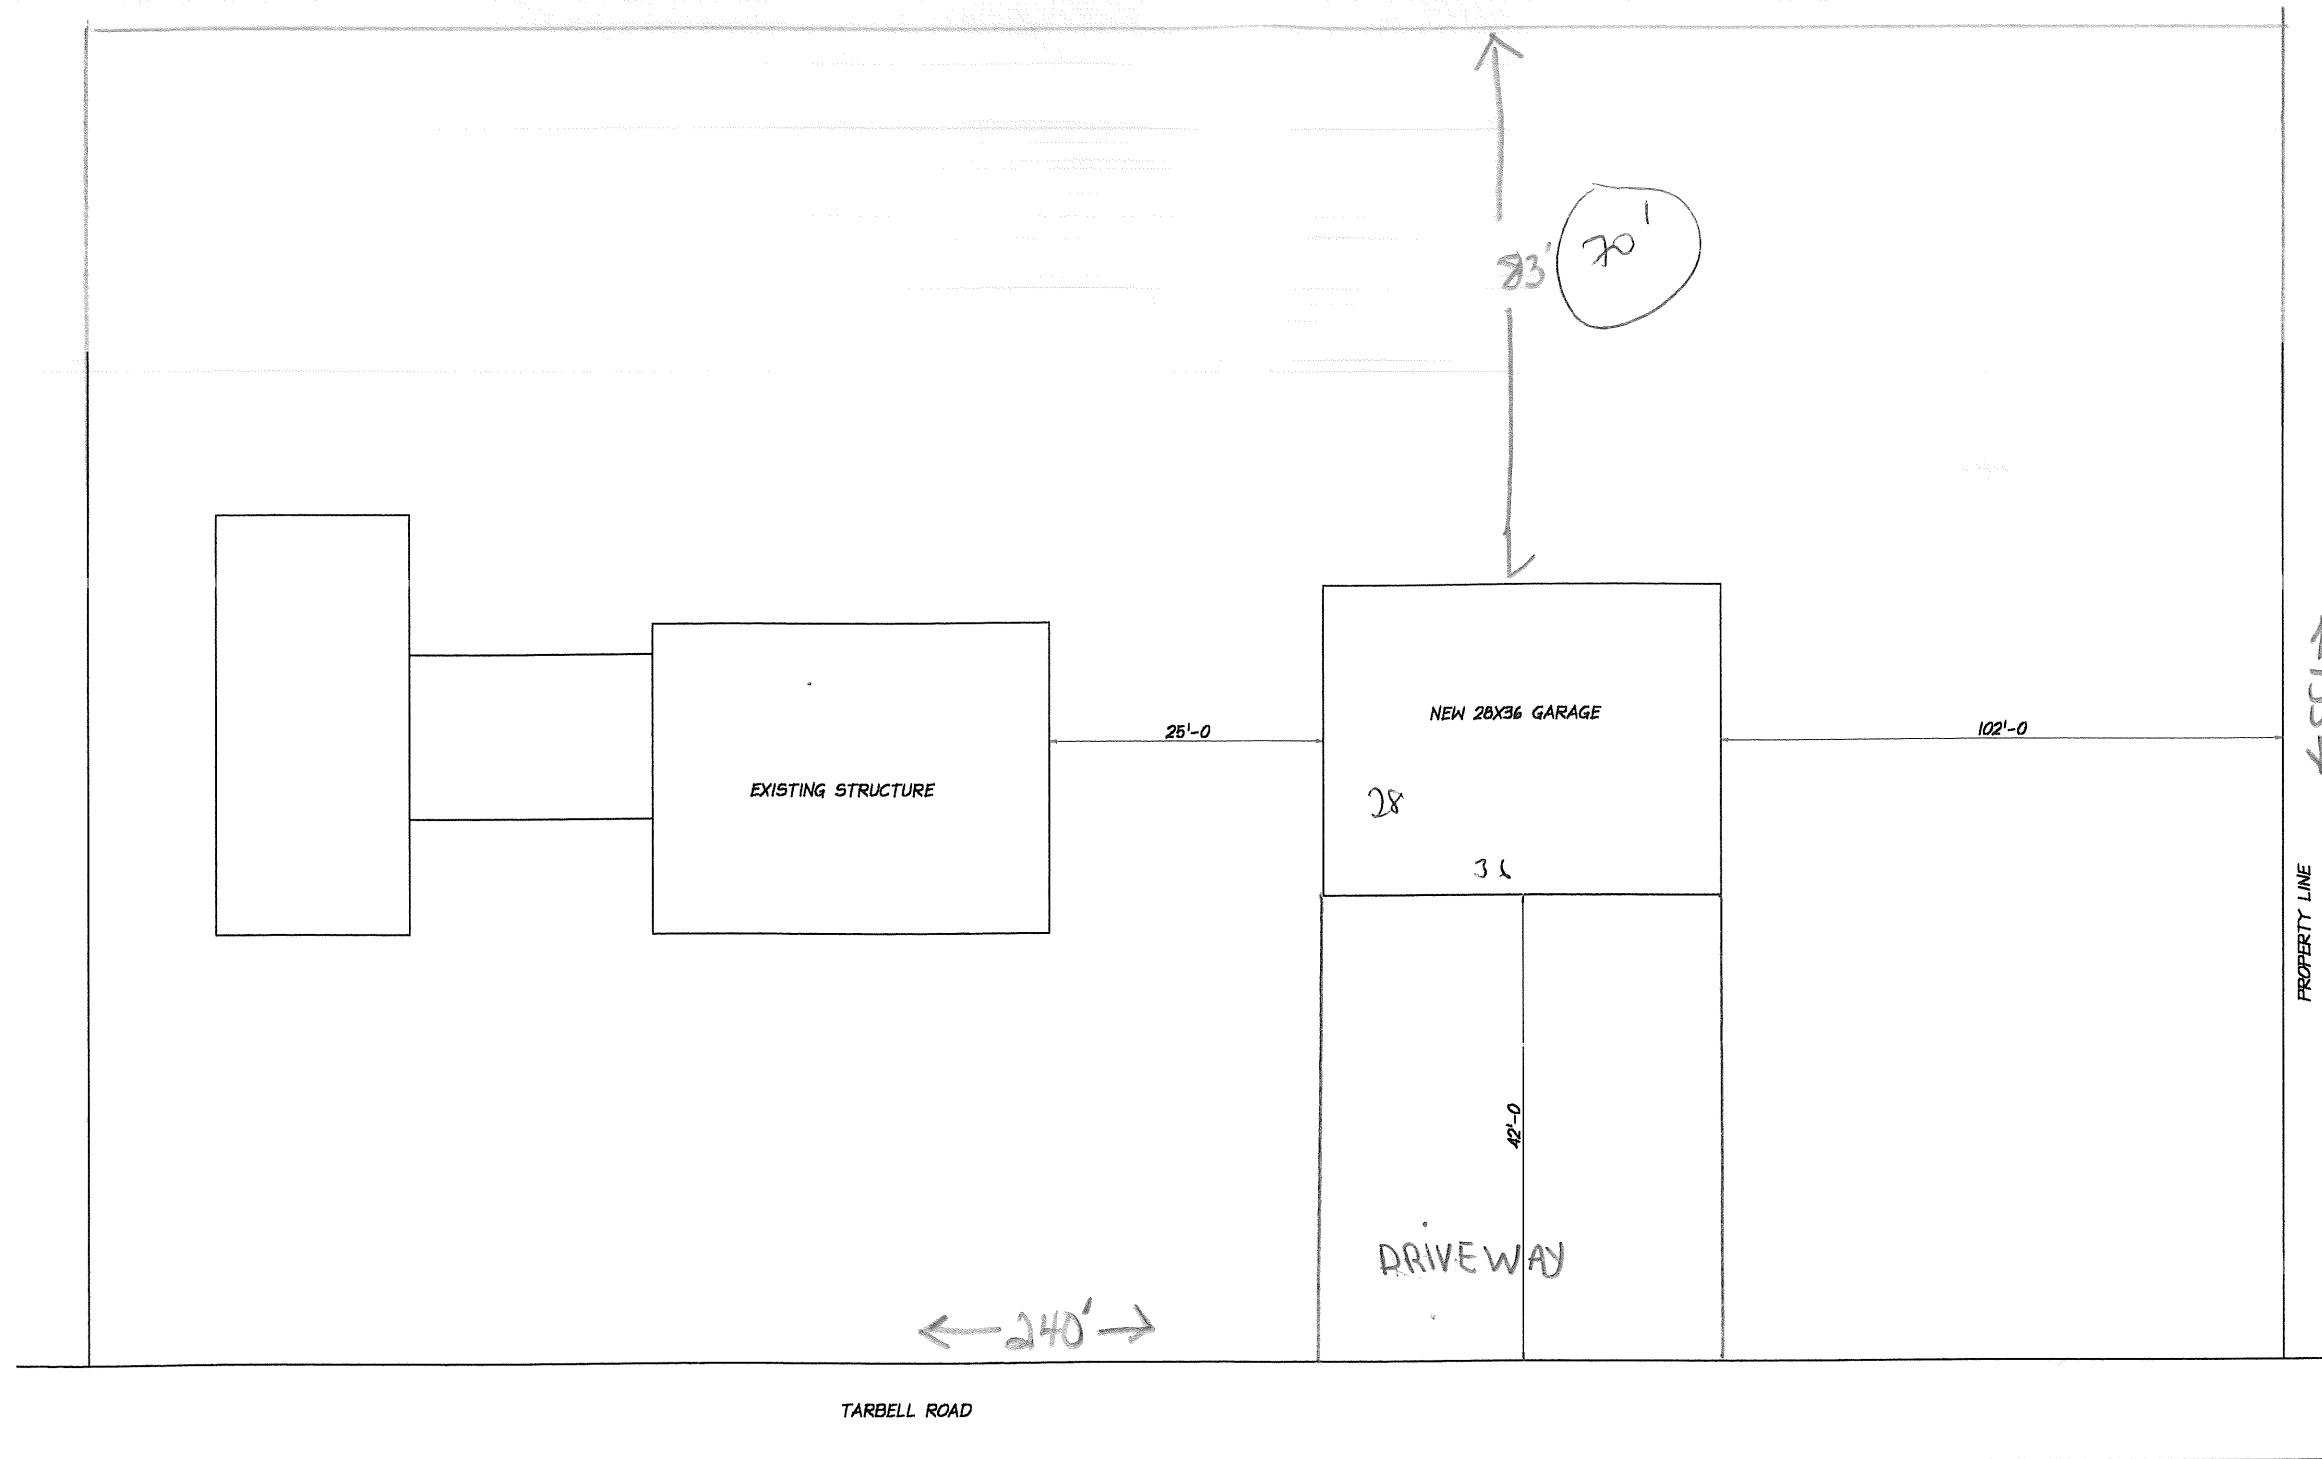 83'
70'
NEW 28X36 GARAGE
25'-0
102'-0
EXISTING STRUCTURE
28
36
PROPERTY LINE
42'-0
DRIVEWAY
240'
TARBELL ROAD